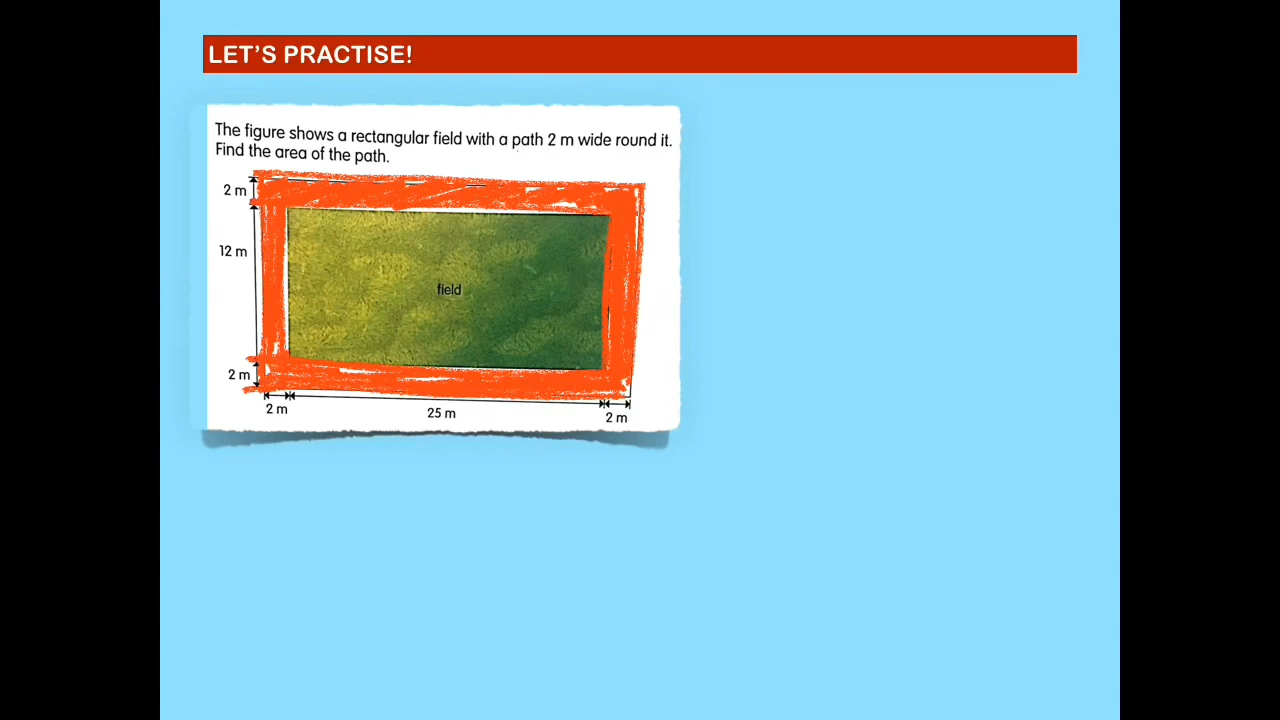 LET'S PRACTISE!
The figure shows a rectangular field with a path 2 m wide round it.
Find the area of the path.
2 m
12 m
field
2 m
2 m
25 m
2 m